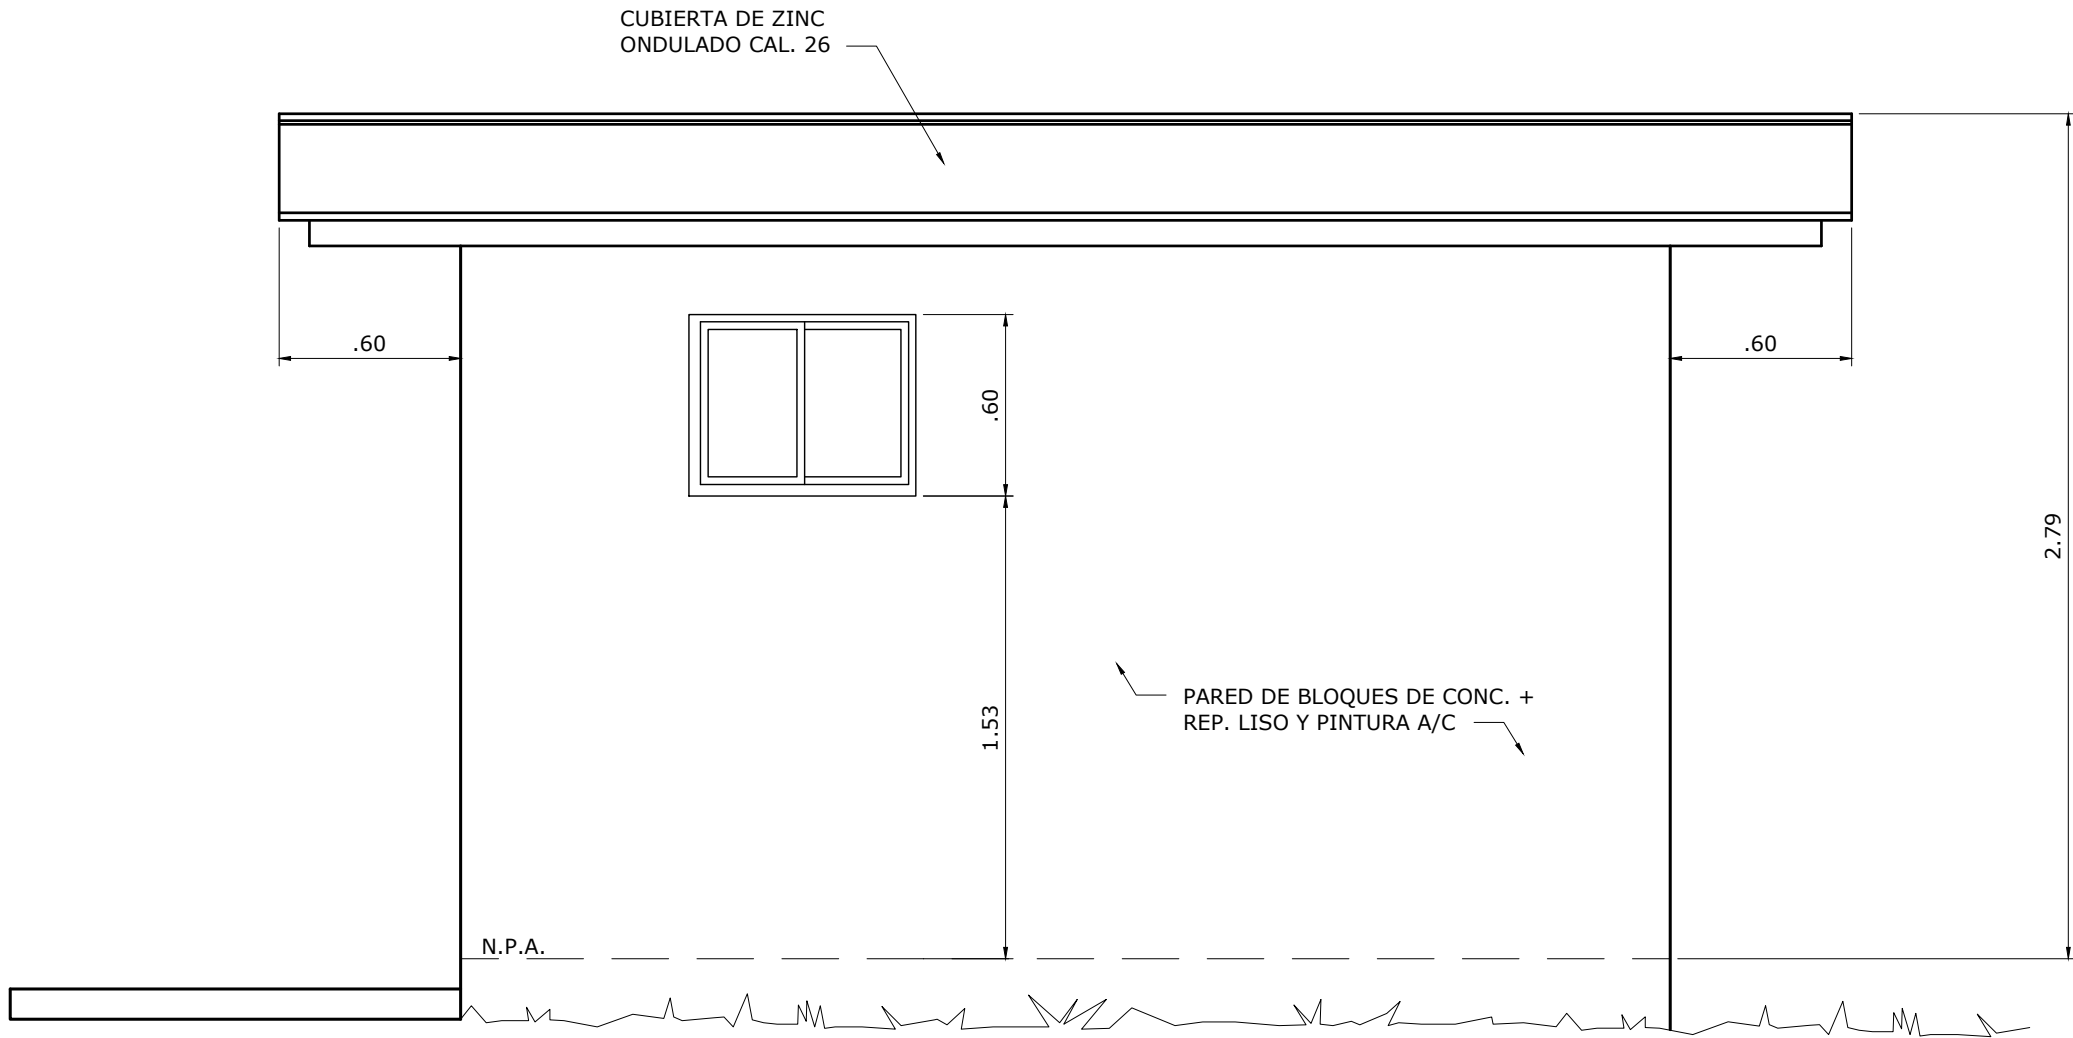 CUBIERTA DE ZINC
ONDULADO CAL. 26
.60
.60
.60
2.79
1.53
PARED DE BLOQUES DE CONC. +
REP. LISO Y PINTURA A/C
N.P.A.